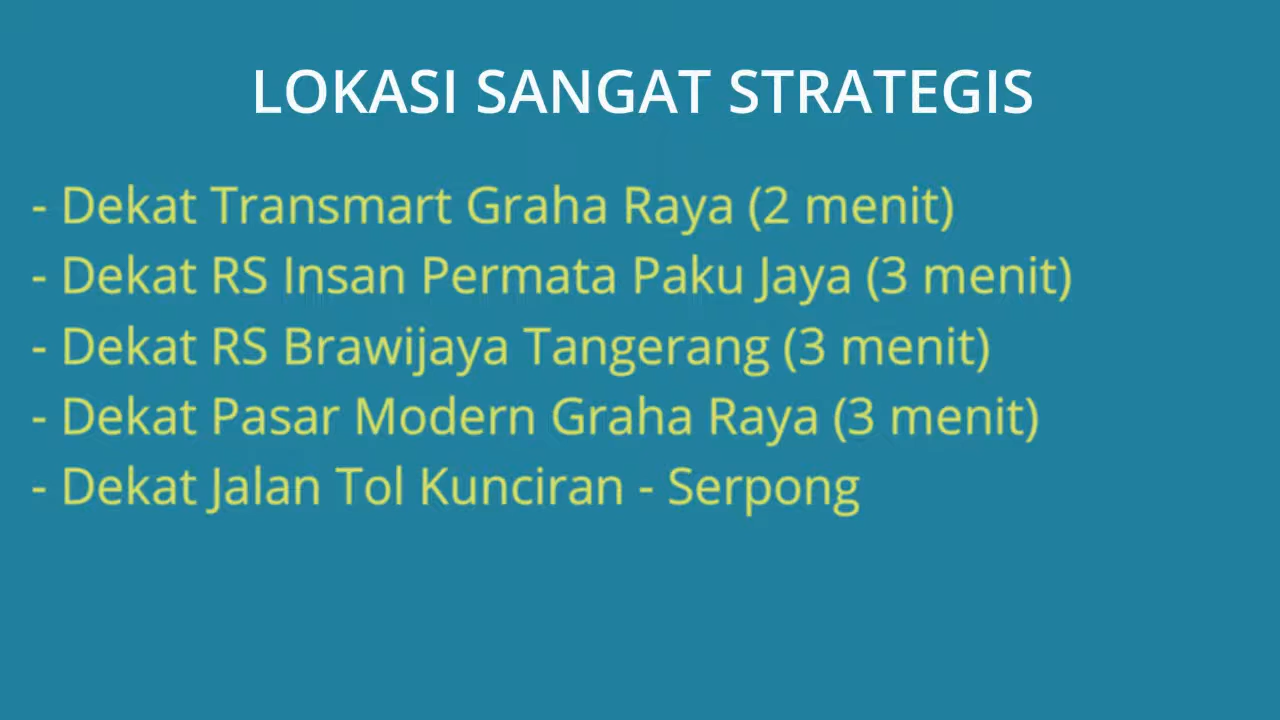 LOKASI SANGAT STRATEGIS
- Dekat Transmart Graha Raya (2 menit)
- Dekat RS Insan Permata Paku Jaya (3 menit)
- Dekat RS Brawijaya Tangerang (3 menit)
- Dekat Pasar Modern Graha Raya (3 menit)
- Dekat Jalan Tol Kunciran - Serpong